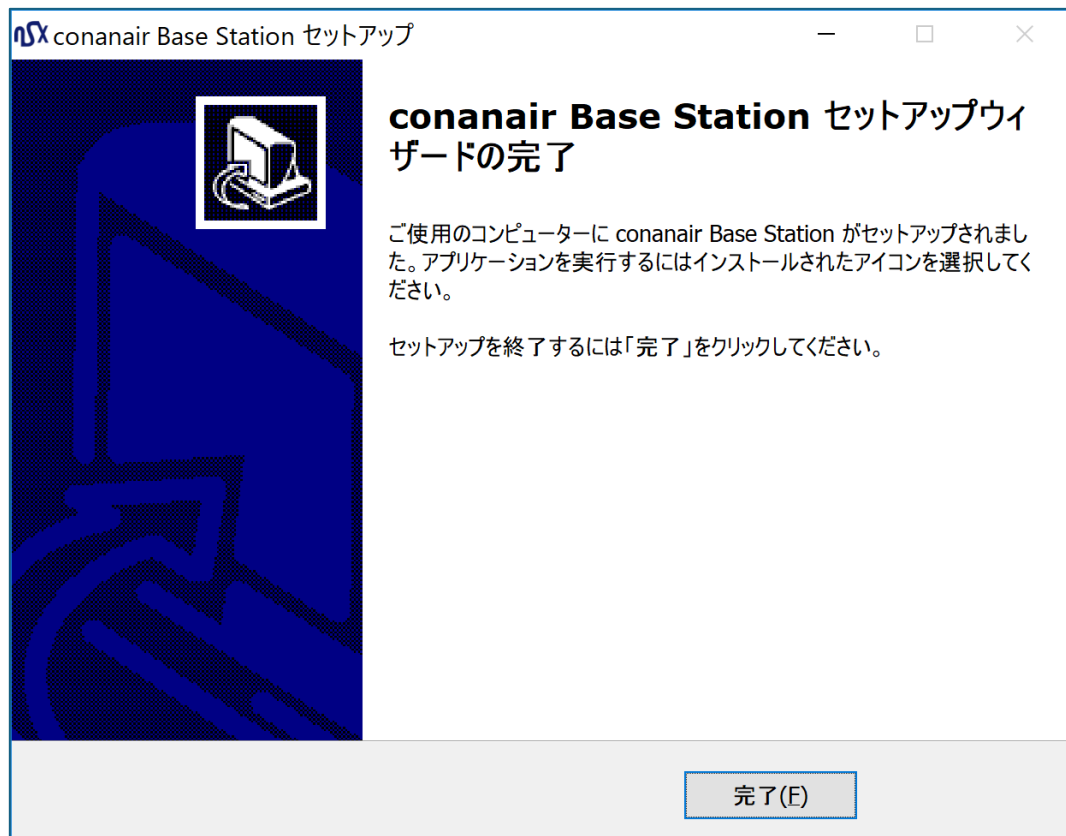 nsx conanair Base Station セットアップ
conanair Base Station セットアップウィ
ザードの完了
ご使用のコンピューターに conanair Base Station がセットアップされまし
た。アプリケーションを実行するにはインストールされたアイコンを選択してく
ださい。
セットアップを終了するには「完了」をクリックしてください。
完了(F)